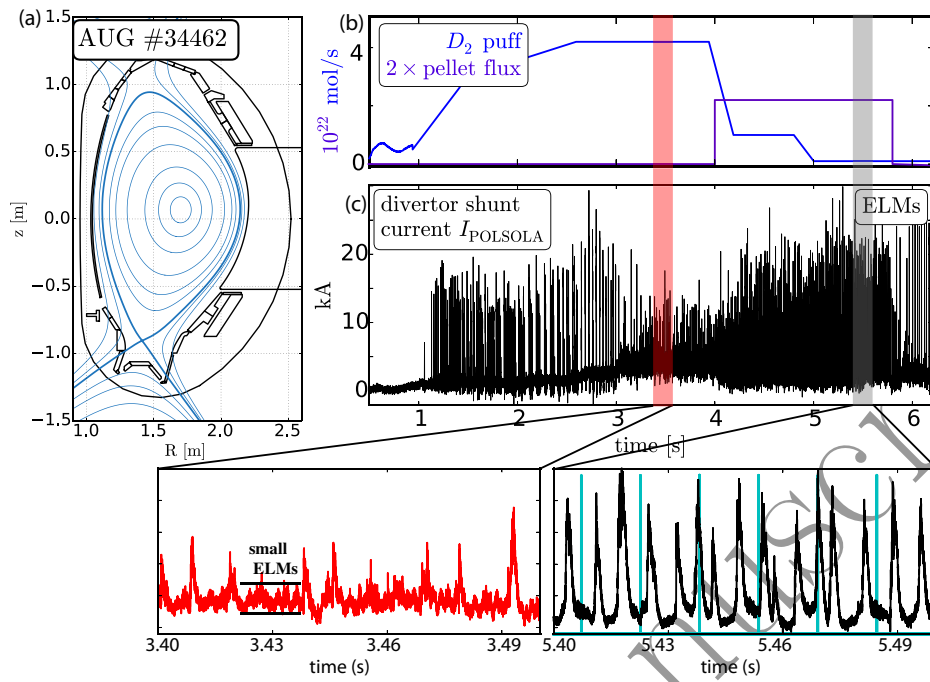 (a)
AUG #34462
1.5
1.0
0.5
0.0
−0.5
−1.0
−1.5
z [m]
1.0 1.5 2.0 2.5
R [m]
(b)
D₂ puff
2 × pellet flux
10²² mol/s
4
0
(c)
divertor shunt
current I_POLSOLA
ELMs
kA
20
10
0
1 2 3 4 5 6
time [s]
small
ELMs
3.40 3.43 3.46 3.49
time (s)
5.40 5.43 5.46 5.49
time (s)
nuscr